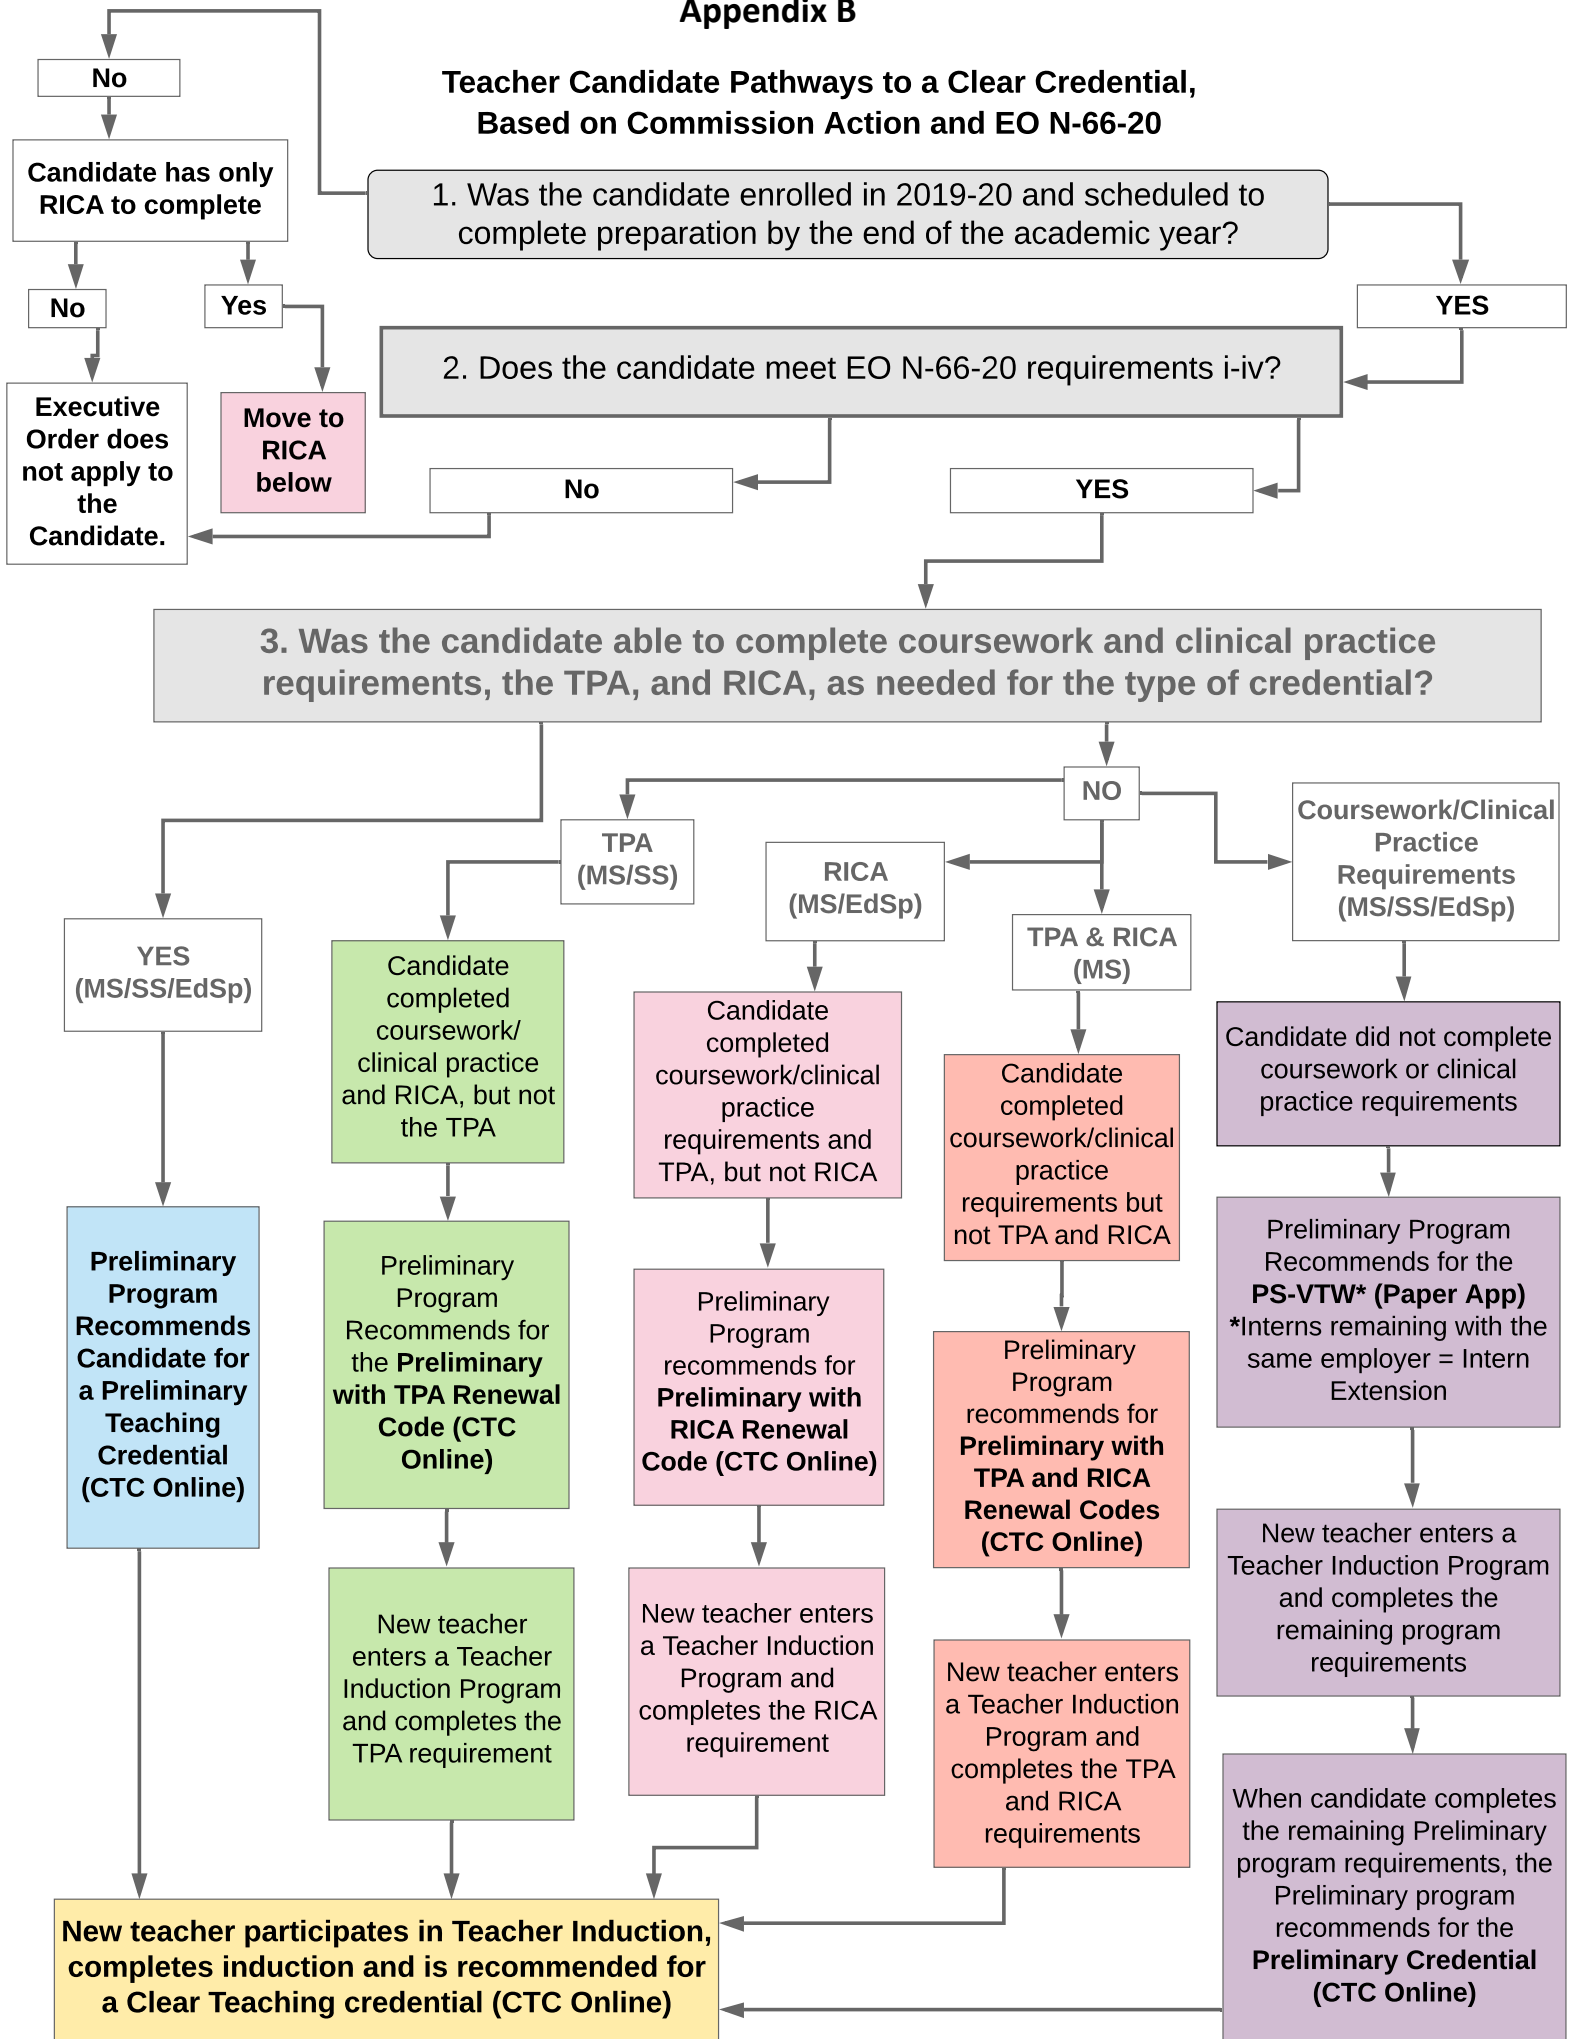 Appendix B
Teacher Candidate Pathways to a Clear Credential,
Based on Commission Action and EO N-66-20
No
Candidate has only
RICA to complete
1. Was the candidate enrolled in 2019-20 and scheduled to
complete preparation by the end of the academic year?
No
Yes
YES
2. Does the candidate meet EO N-66-20 requirements i-iv?
Executive
Order does
not apply to
the
Candidate.
Move to
RICA
below
No
YES
3. Was the candidate able to complete coursework and clinical practice
requirements, the TPA, and RICA, as needed for the type of credential?
NO
YES
(MS/SS/EdSp)
TPA
(MS/SS)
RICA
(MS/EdSp)
TPA & RICA
(MS)
Coursework/Clinical
Practice
Requirements
(MS/SS/EdSp)
Preliminary
Program
Recommends
Candidate for
a Preliminary
Teaching
Credential
(CTC Online)
Candidate
completed
coursework/
clinical practice
and RICA, but not
the TPA
Preliminary
Program
Recommends for
the Preliminary
with TPA Renewal
Code (CTC
Online)
New teacher
enters a Teacher
Induction Program
and completes the
TPA requirement
Candidate
completed
coursework/clinical
practice
requirements and
TPA, but not RICA
Preliminary
Program
recommends for
Preliminary with
RICA Renewal
Code (CTC Online)
New teacher enters
a Teacher Induction
Program and
completes the RICA
requirement
Candidate
completed
coursework/clinical
practice
requirements but
not TPA and RICA
Preliminary
Program
recommends for
Preliminary with
TPA and RICA
Renewal Codes
(CTC Online)
New teacher enters
a Teacher Induction
Program and
completes the TPA
and RICA
requirements
Candidate did not complete
coursework or clinical
practice requirements
Preliminary Program
Recommends for the
PS-VTW* (Paper App)
*Interns remaining with the
same employer = Intern
Extension
New teacher enters a
Teacher Induction Program
and completes the
remaining program
requirements
When candidate completes
the remaining Preliminary
program requirements, the
Preliminary program
recommends for the
Preliminary Credential
(CTC Online)
New teacher participates in Teacher Induction,
completes induction and is recommended for
a Clear Teaching credential (CTC Online)